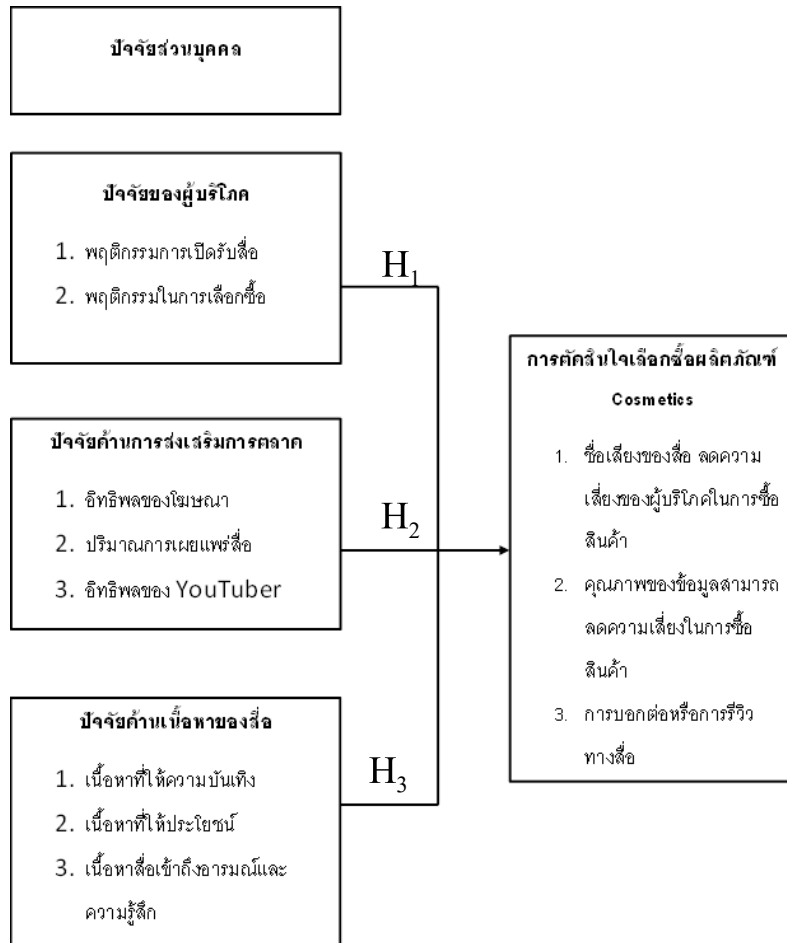 ปัจจัยส่วนบุคคล
ปัจจัยของผู้บริโภค
1. พฤติกรรมการเปิดรับสื่อ
2. พฤติกรรมในการเลือกซื้อ
H1
ปัจจัยด้านการส่งเสริมการตลาด
1. อิทธิพลของโฆษณา
2. ปริมาณการเผยแพร่สื่อ
3. อิทธิพลของ YouTuber
H2
ปัจจัยด้านเนื้อหาของสื่อ
1. เนื้อหาที่ให้ความบันเทิง
2. เนื้อหาที่ให้ประโยชน์
3. เนื้อหาสื่อเข้าถึงอารมณ์และ
ความรู้สึก
H3
การตัดสินใจเลือกซื้อผลิตภัณฑ์
Cosmetics
1. ชื่อเสียงของสื่อ ลดความ
เสี่ยงของผู้บริโภคในการซื้อ
สินค้า
2. คุณภาพของข้อมูลสามารถ
ลดความเสี่ยงในการซื้อ
สินค้า
3. การบอกต่อหรือการรีวิว
ทางสื่อ